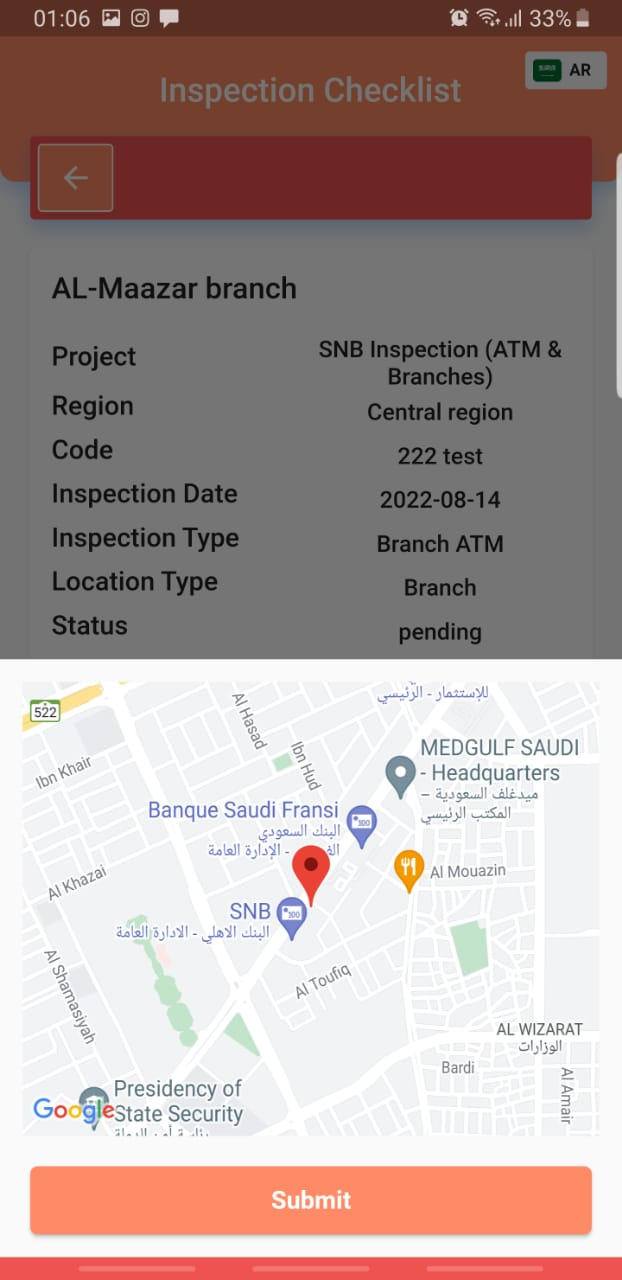 01:06
33%
AR
Inspection Checklist
AL-Maazar branch
Project
SNB Inspection (ATM &
Branches)
Region
Central region
Code
222 test
Inspection Date
2022-08-14
Inspection Type
Branch ATM
Location Type
Branch
Status
pending
للإستثمار - الرئيسي
522
Al Hasad
Ibn Hud
Ibn Khair
MEDGULF SAUDI
- Headquarters
ميدغلف السعودية –
المكتب الرئيسي
Banque Saudi Fransi
البنك السعودي
- الإدارة العامة
Al Mouazin
Al Khazai
SNB
البنك الاهلي - الادارة العامة
Al Shamasiyah
Al Toufiq
AL WIZARAT
الوزارات
Bardi
Al Amair
Presidency of
State Security
Google
Submit